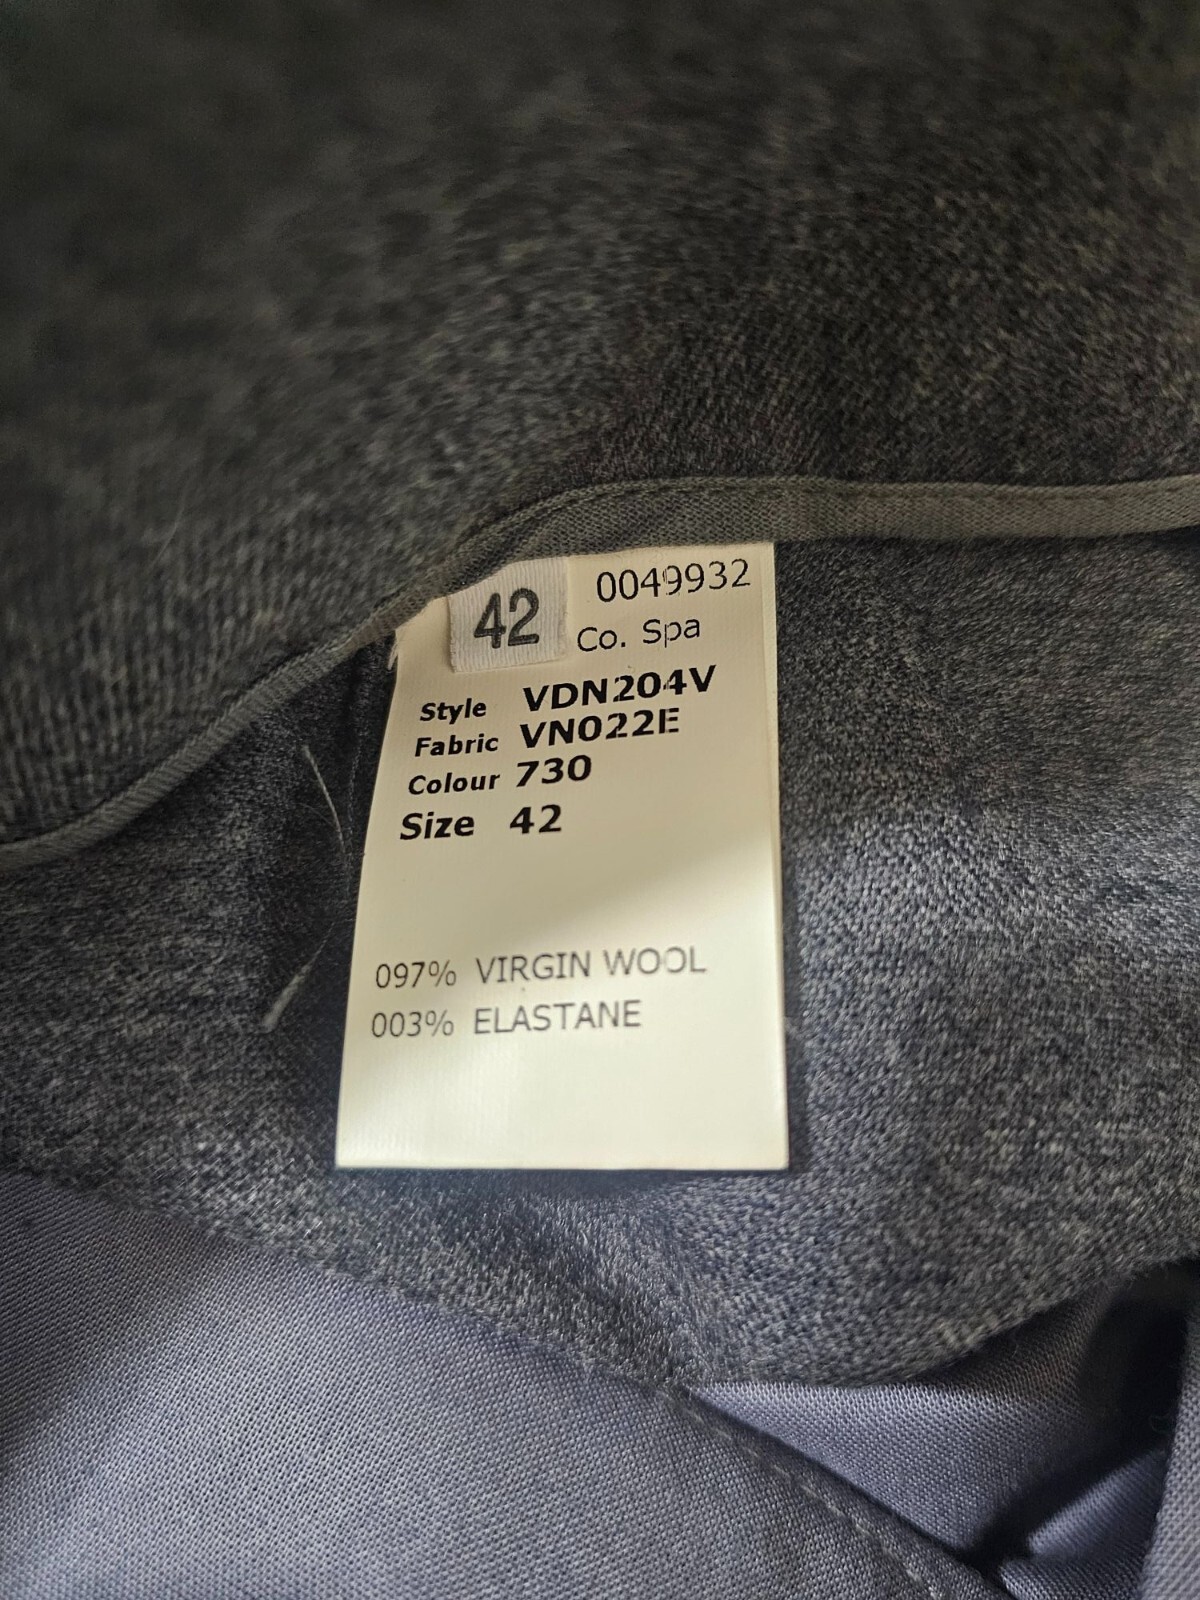 42
0049932
Co. Spa
Style VDN204V
Fabric VN022E
Colour 730
Size 42
097% VIRGIN WOOL
003% ELASTANE